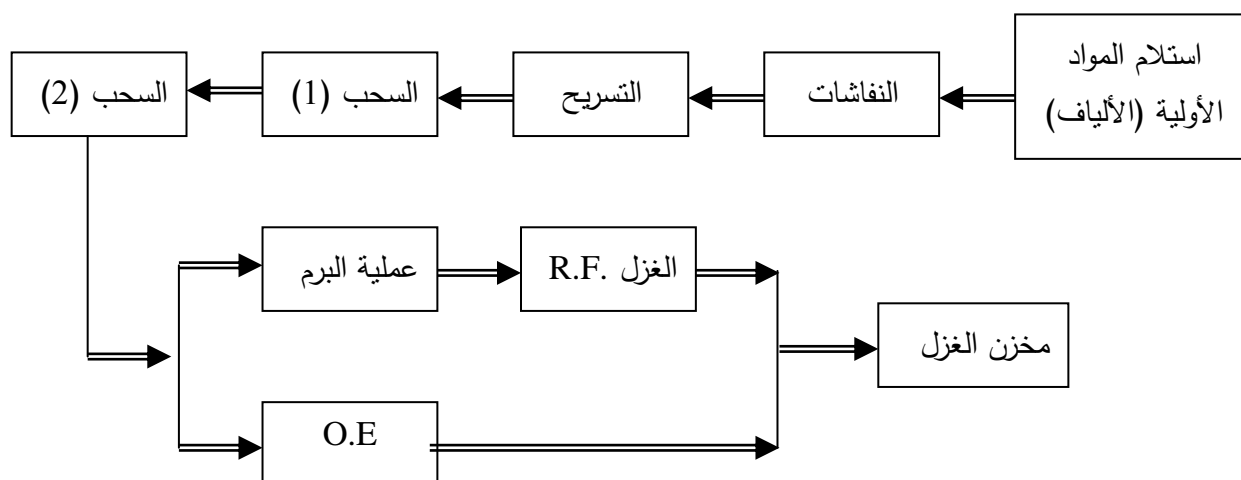 استلام المواد
الأولية (الألياف)
النفاشات
التسريح
السحب (1)
السحب (2)
عملية البرم
الغزل R.F.
O.E
مخزن الغزل